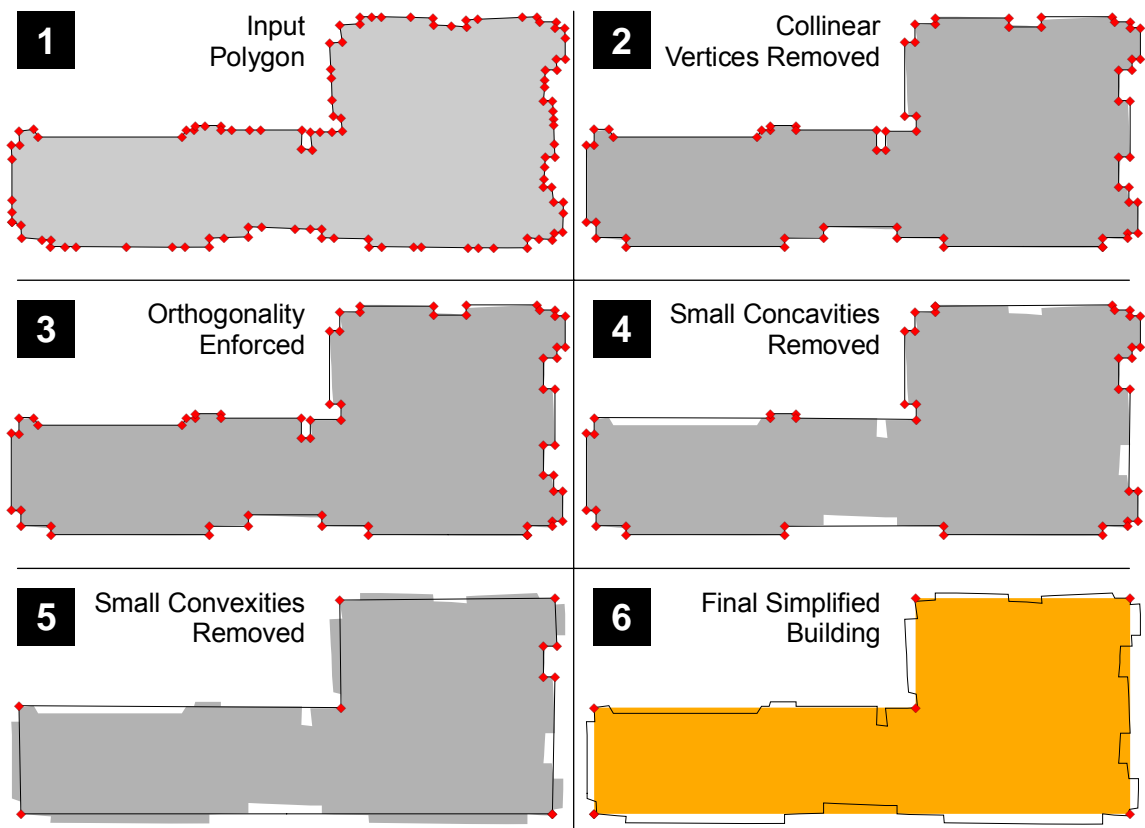 1
Input
Polygon
2
Collinear
Vertices Removed
3
Orthogonality
Enforced
4
Small Concavities
Removed
5
Small Convexities
Removed
6
Final Simplified
Building